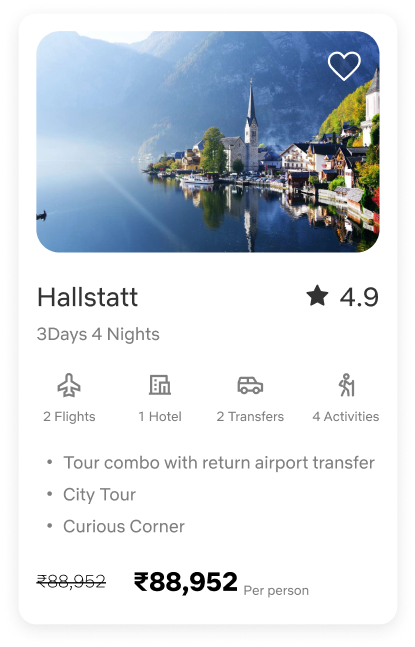 Hallstatt ★ 4.9
3Days 4 Nights
2 Flights 1 Hotel 2 Transfers 4 Activities
• Tour combo with return airport transfer
• City Tour
• Curious Corner
₹88,952 ₹88,952 Per person